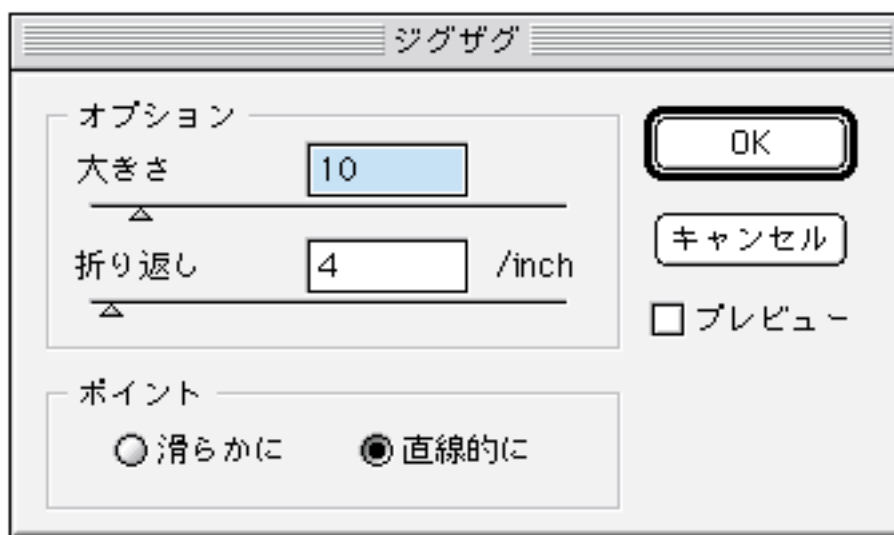 ジグザグ
オプション
大きさ 10
折り返し 4 /inch
ポイント
滑らかに 直線的に
OK
キャンセル
プレビュー